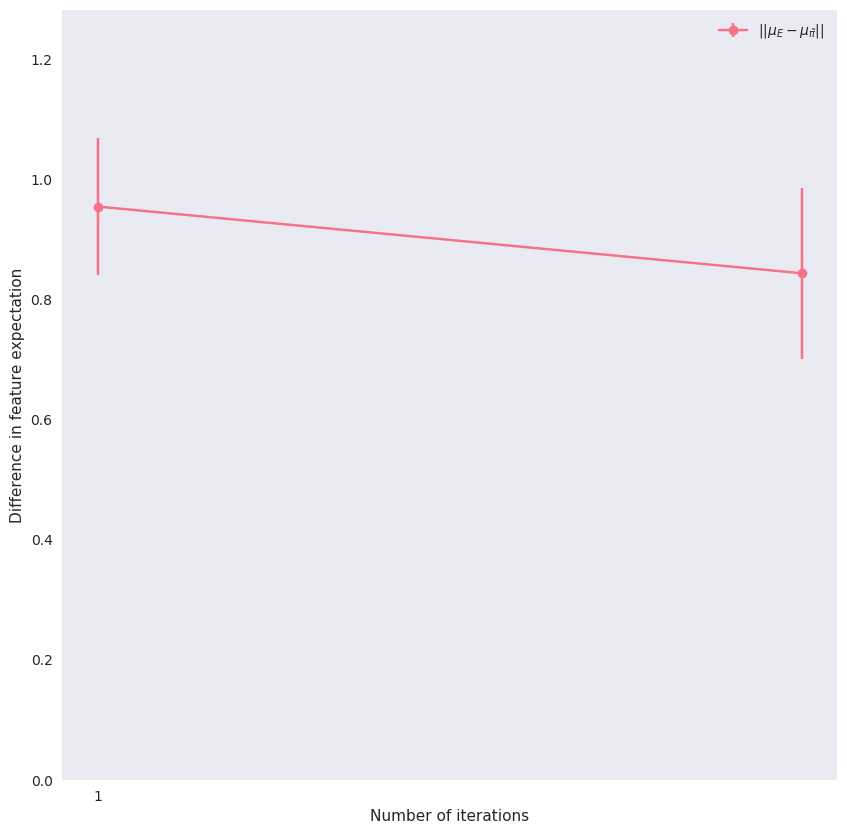 ||μ_E − μ_π̃||
1.2
1.0
0.8
0.6
0.4
0.2
0.0
Difference in feature expectation
1
Number of iterations